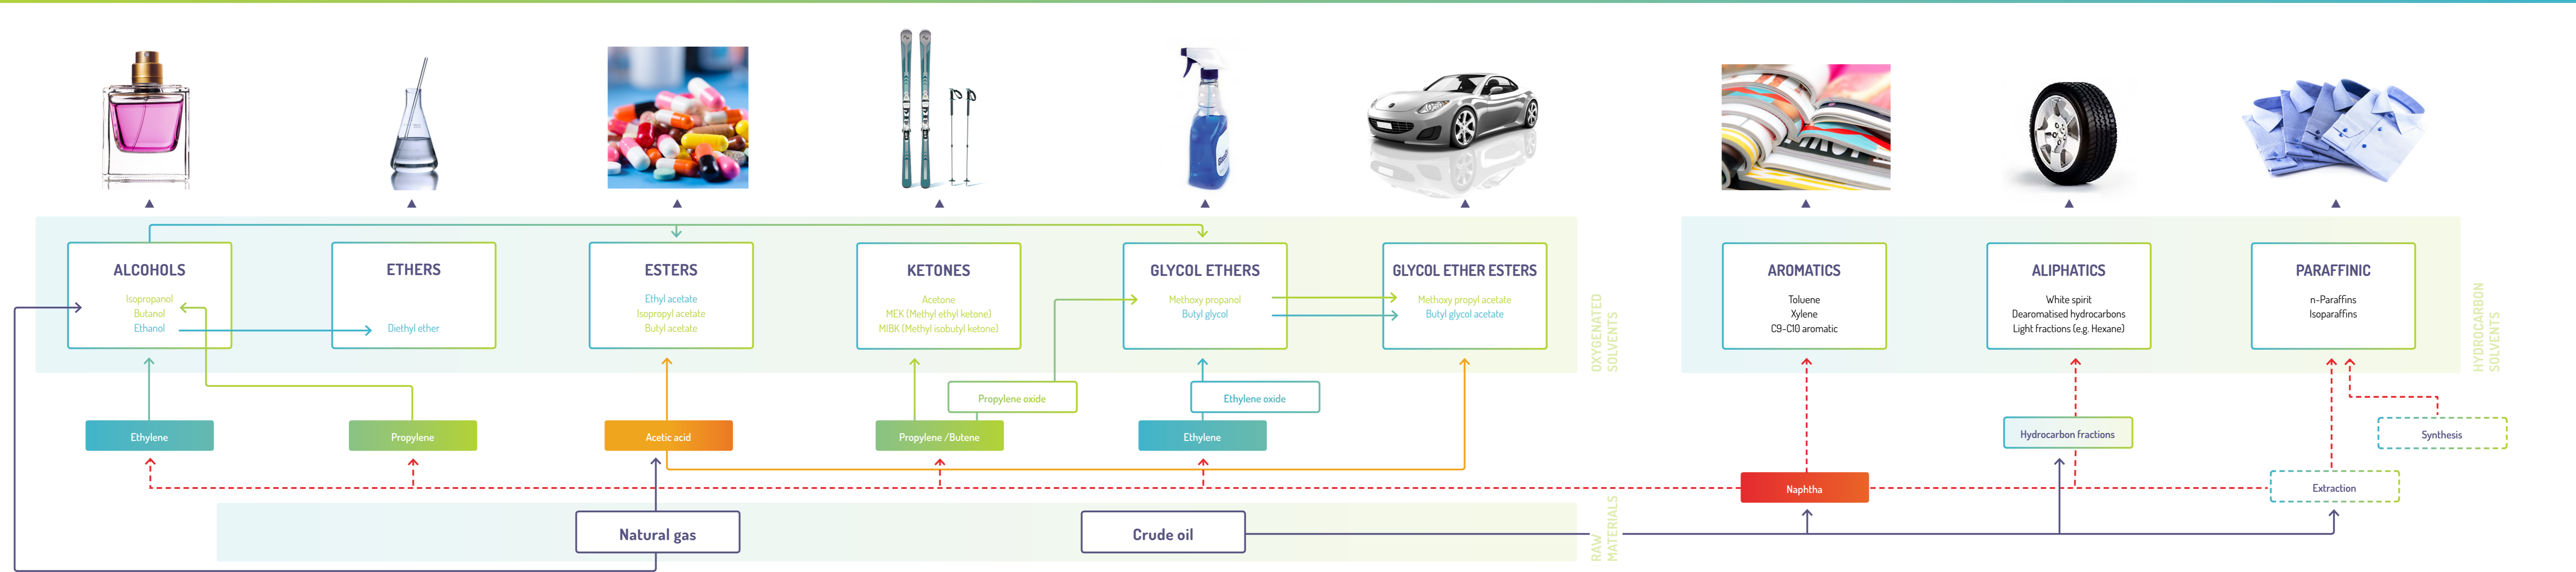 ALCOHOLS
Isopropanol
Butanol
Ethanol
ETHERS
Diethyl ether
ESTERS
Ethyl acetate
Isopropyl acetate
Butyl acetate
KETONES
Acetone
MEK (Methyl ethyl ketone)
MIBK (Methyl isobutyl ketone)
GLYCOL ETHERS
Methoxy propanol
Butyl glycol
GLYCOL ETHER ESTERS
Methoxy propyl acetate
Butyl glycol acetate
OXYGENATED
SOLVENTS
AROMATICS
Toluene
Xylene
C9-C10 aromatic
ALIPHATICS
White spirit
Dearomatised hydrocarbons
Light fractions (e.g. Hexane)
PARAFFINIC
n-Paraffins
Isoparaffins
HYDROCARBON
SOLVENTS
Propylene oxide
Ethylene oxide
Ethylene
Propylene
Acetic acid
Propylene /Butene
Ethylene
Hydrocarbon fractions
Synthesis
Naphtha
Extraction
Natural gas
Crude oil
RAW
MATERIALS